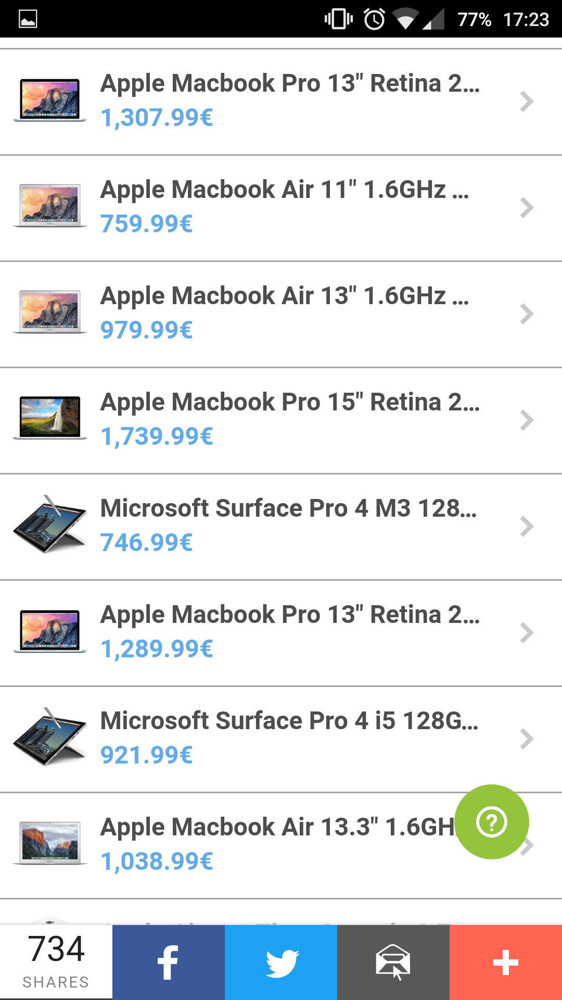 77% 17:23
Apple Macbook Pro 13" Retina 2...
1,307.99€
Apple Macbook Air 11" 1.6GHz ...
759.99€
Apple Macbook Air 13" 1.6GHz ...
979.99€
Apple Macbook Pro 15" Retina 2...
1,739.99€
Microsoft Surface Pro 4 M3 128...
746.99€
Apple Macbook Pro 13" Retina 2...
1,289.99€
Microsoft Surface Pro 4 i5 128G...
921.99€
Apple Macbook Air 13.3" 1.6GH
1,038.99€
734
SHARES